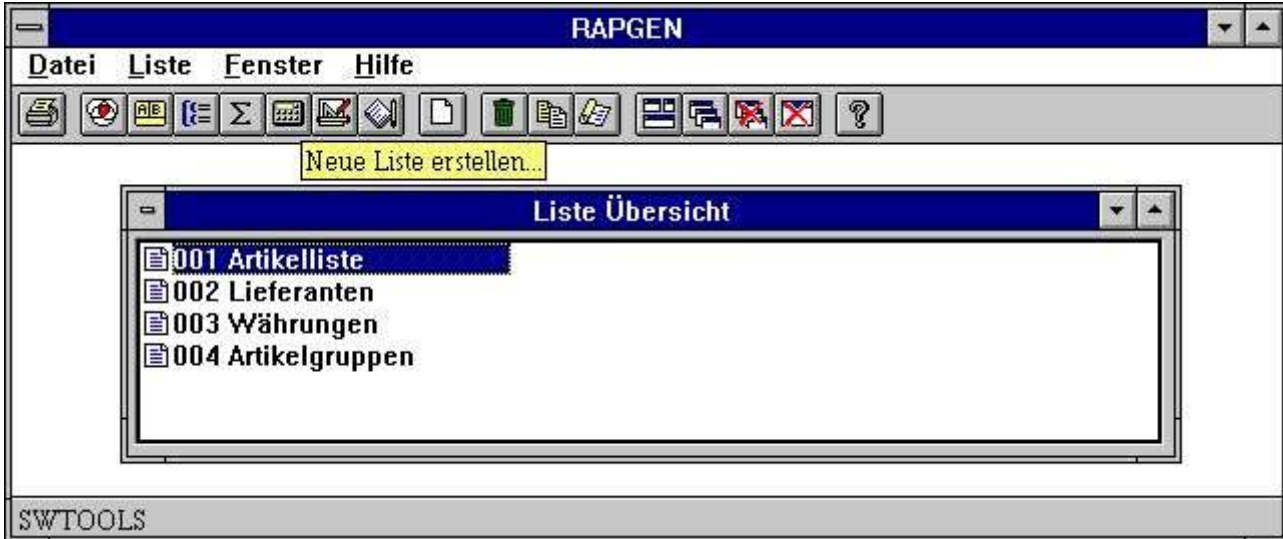 RAPGEN
Datei Liste Fenster Hilfe
Neue Liste erstellen...
Liste Übersicht
001 Artikelliste
002 Lieferanten
003 Währungen
004 Artikelgruppen
SWTOOLS